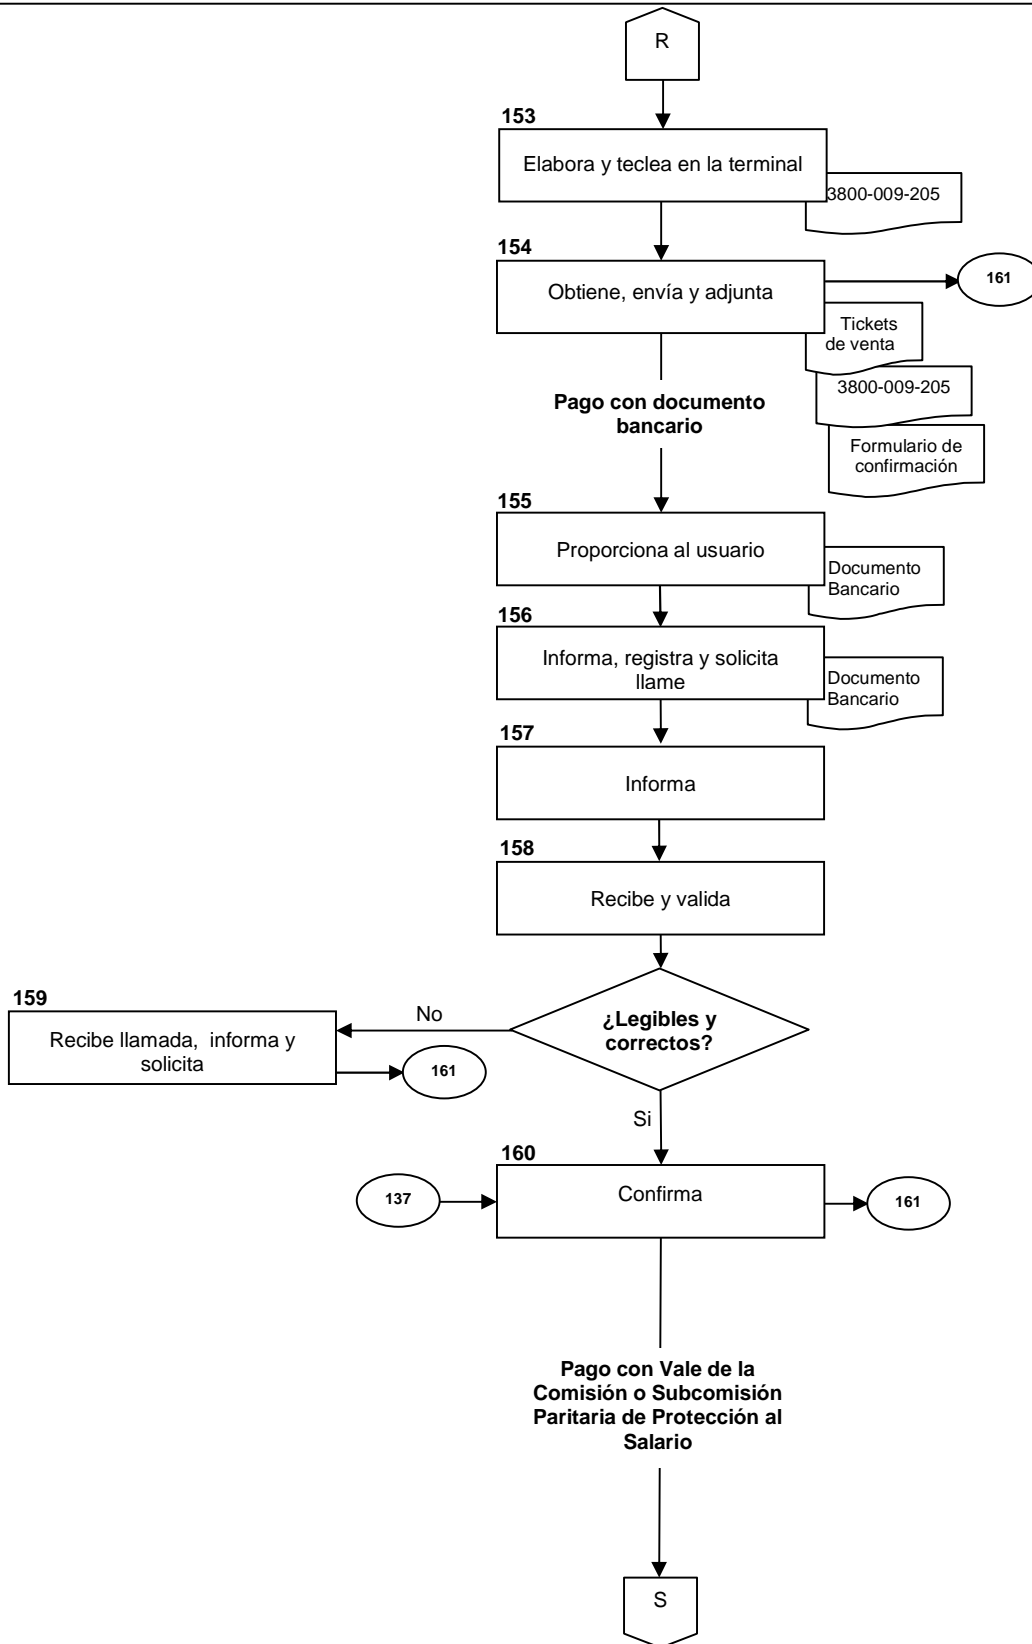 R
153
Elabora y teclea en la terminal
3800-009-205
154
Obtiene, envía y adjunta
161
Tickets
de venta
3800-009-205
Formulario de
confirmación
Pago con documento
bancario
155
Proporciona al usuario
Documento
Bancario
156
Informa, registra y solicita
llame
Documento
Bancario
157
Informa
158
Recibe y valida
¿Legibles y
correctos?
No
159
Recibe llamada, informa y
solicita
161
Si
160
Confirma
137
161
Pago con Vale de la
Comisión o Subcomisión
Paritaria de Protección al
Salario
S